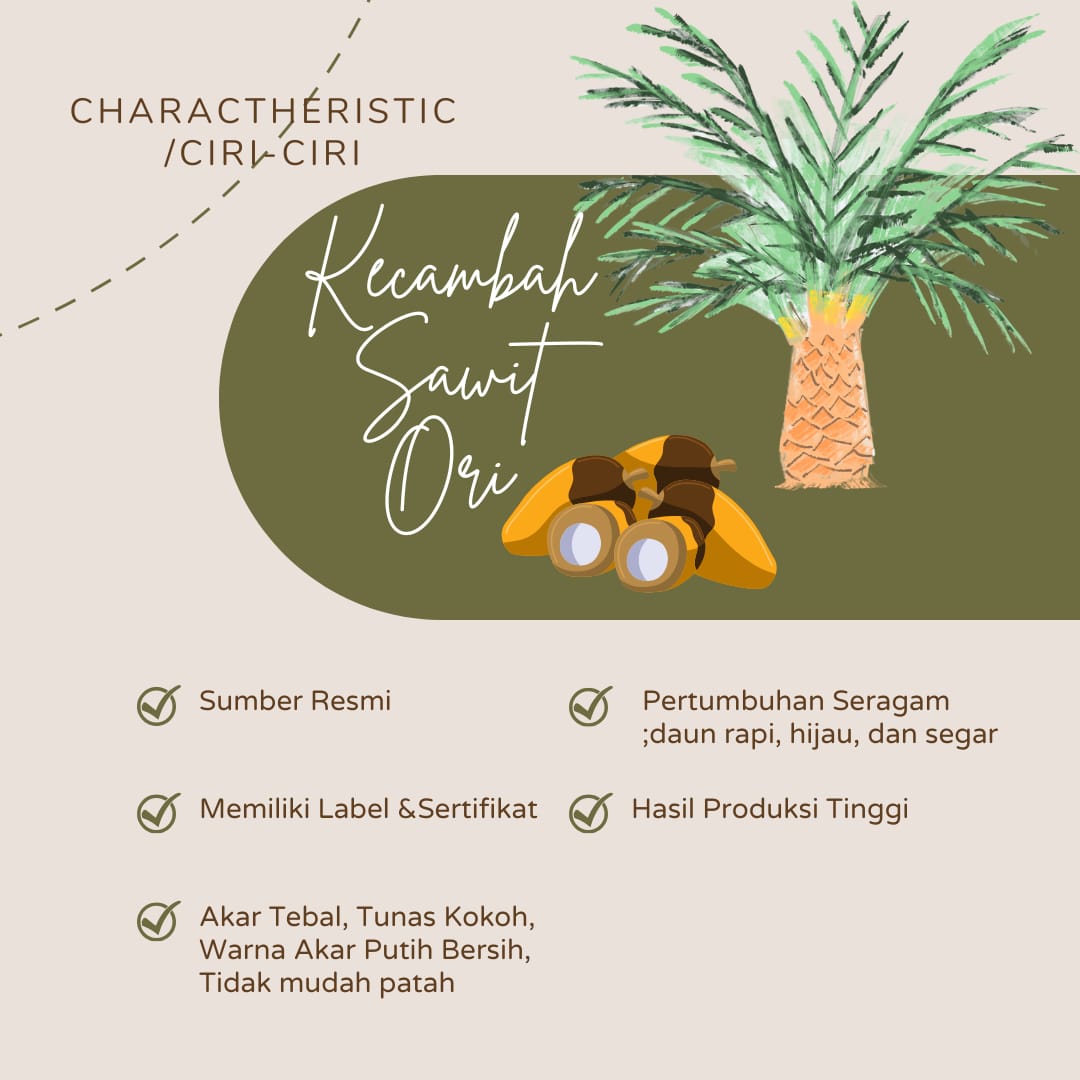 CHARACTHERISTIC
/CIRI-CIRI
Kecambah
Sawit
Ori
Sumber Resmi
Memiliki Label &Sertifikat
Akar Tebal, Tunas Kokoh,
Warna Akar Putih Bersih,
Tidak mudah patah
Pertumbuhan Seragam
;daun rapi, hijau, dan segar
Hasil Produksi Tinggi